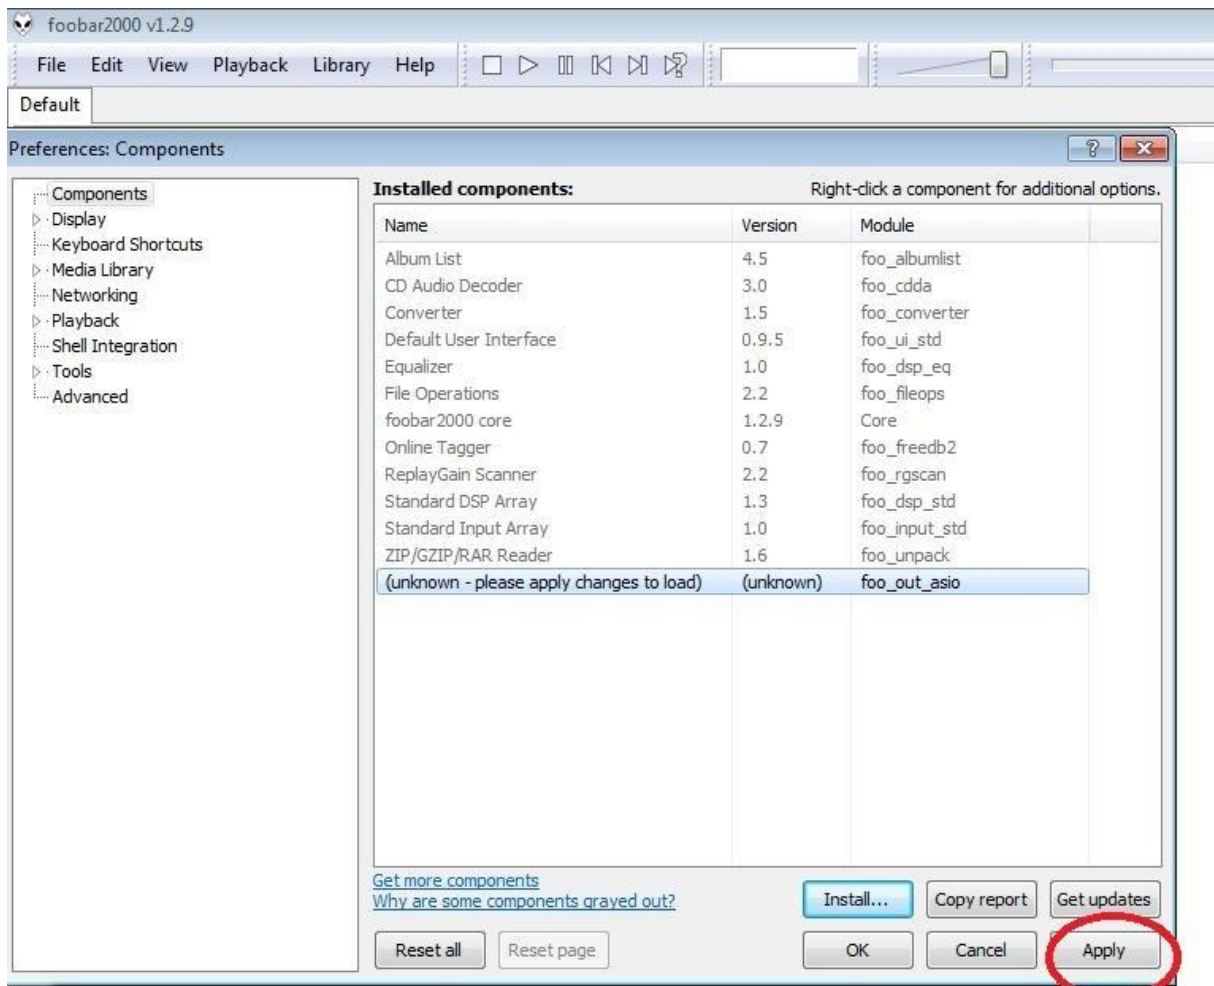 foobar2000 v1.2.9
File Edit View Playback Library Help
Default
Preferences: Components
Components
Display
Keyboard Shortcuts
Media Library
Networking
Playback
Shell Integration
Tools
Advanced
Installed components: Right-click a component for additional options.
Name Version Module
Album List 4.5 foo_albumlist
CD Audio Decoder 3.0 foo_cdda
Converter 1.5 foo_converter
Default User Interface 0.9.5 foo_ui_std
Equalizer 1.0 foo_dsp_eq
File Operations 2.2 foo_fileops
foobar2000 core 1.2.9 Core
Online Tagger 0.7 foo_freedb2
ReplayGain Scanner 2.2 foo_rgscan
Standard DSP Array 1.3 foo_dsp_std
Standard Input Array 1.0 foo_input_std
ZIP/GZIP/RAR Reader 1.6 foo_unpack
(unknown - please apply changes to load) (unknown) foo_out_asio
Get more components
Why are some components grayed out?
Install... Copy report Get updates
Reset all Reset page OK Cancel Apply